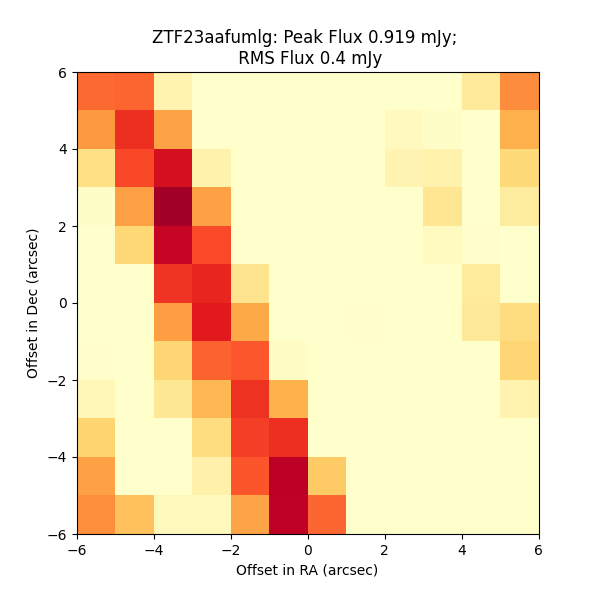 ZTF23aafumlg: Peak Flux 0.919 mJy;
RMS Flux 0.4 mJy
6
4
2
0
−2
−4
−6
Offset in Dec (arcsec)
−6 −4 −2 0 2 4 6
Offset in RA (arcsec)